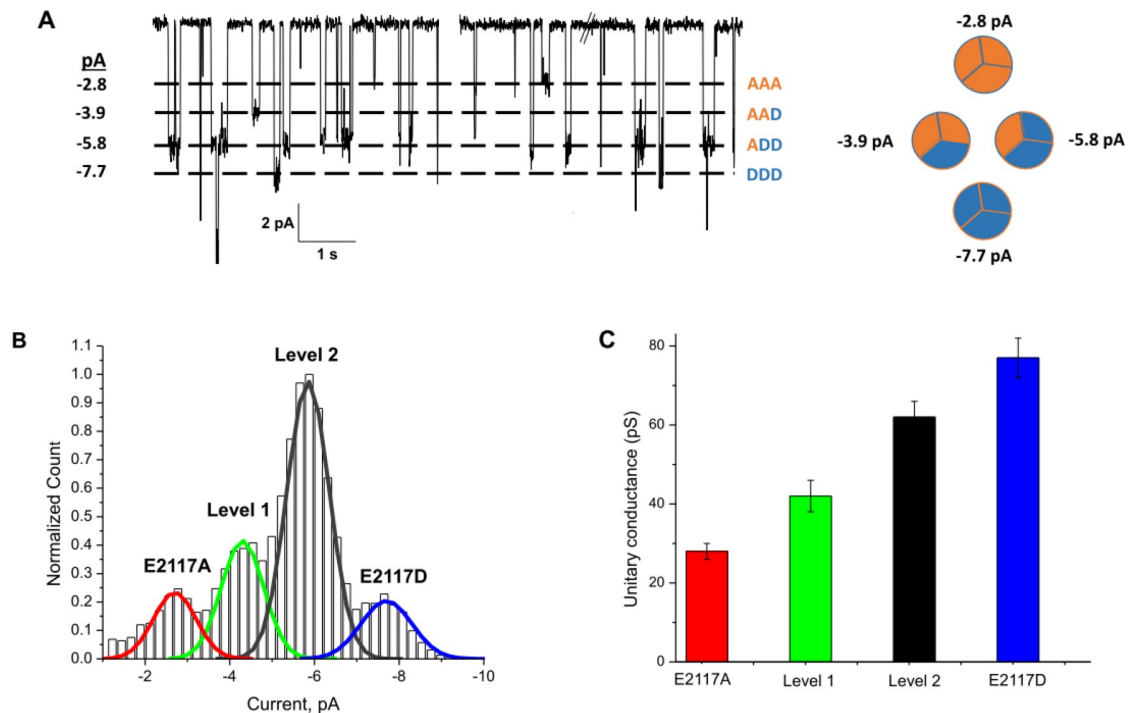 A
pA
-2.8
-3.9
-5.8
-7.7
AAA
AAD
ADD
DDD
2 pA
1 s
-2.8 pA
-3.9 pA
-5.8 pA
-7.7 pA
B
Normalized Count
1.1
1.0
0.9
0.8
0.7
0.6
0.5
0.4
0.3
0.2
0.1
0.0
E2117A
Level 1
Level 2
E2117D
-2
-4
-6
-8
-10
Current, pA
C
Unitary conductance (pS)
80
60
40
20
0
E2117A
Level 1
Level 2
E2117D